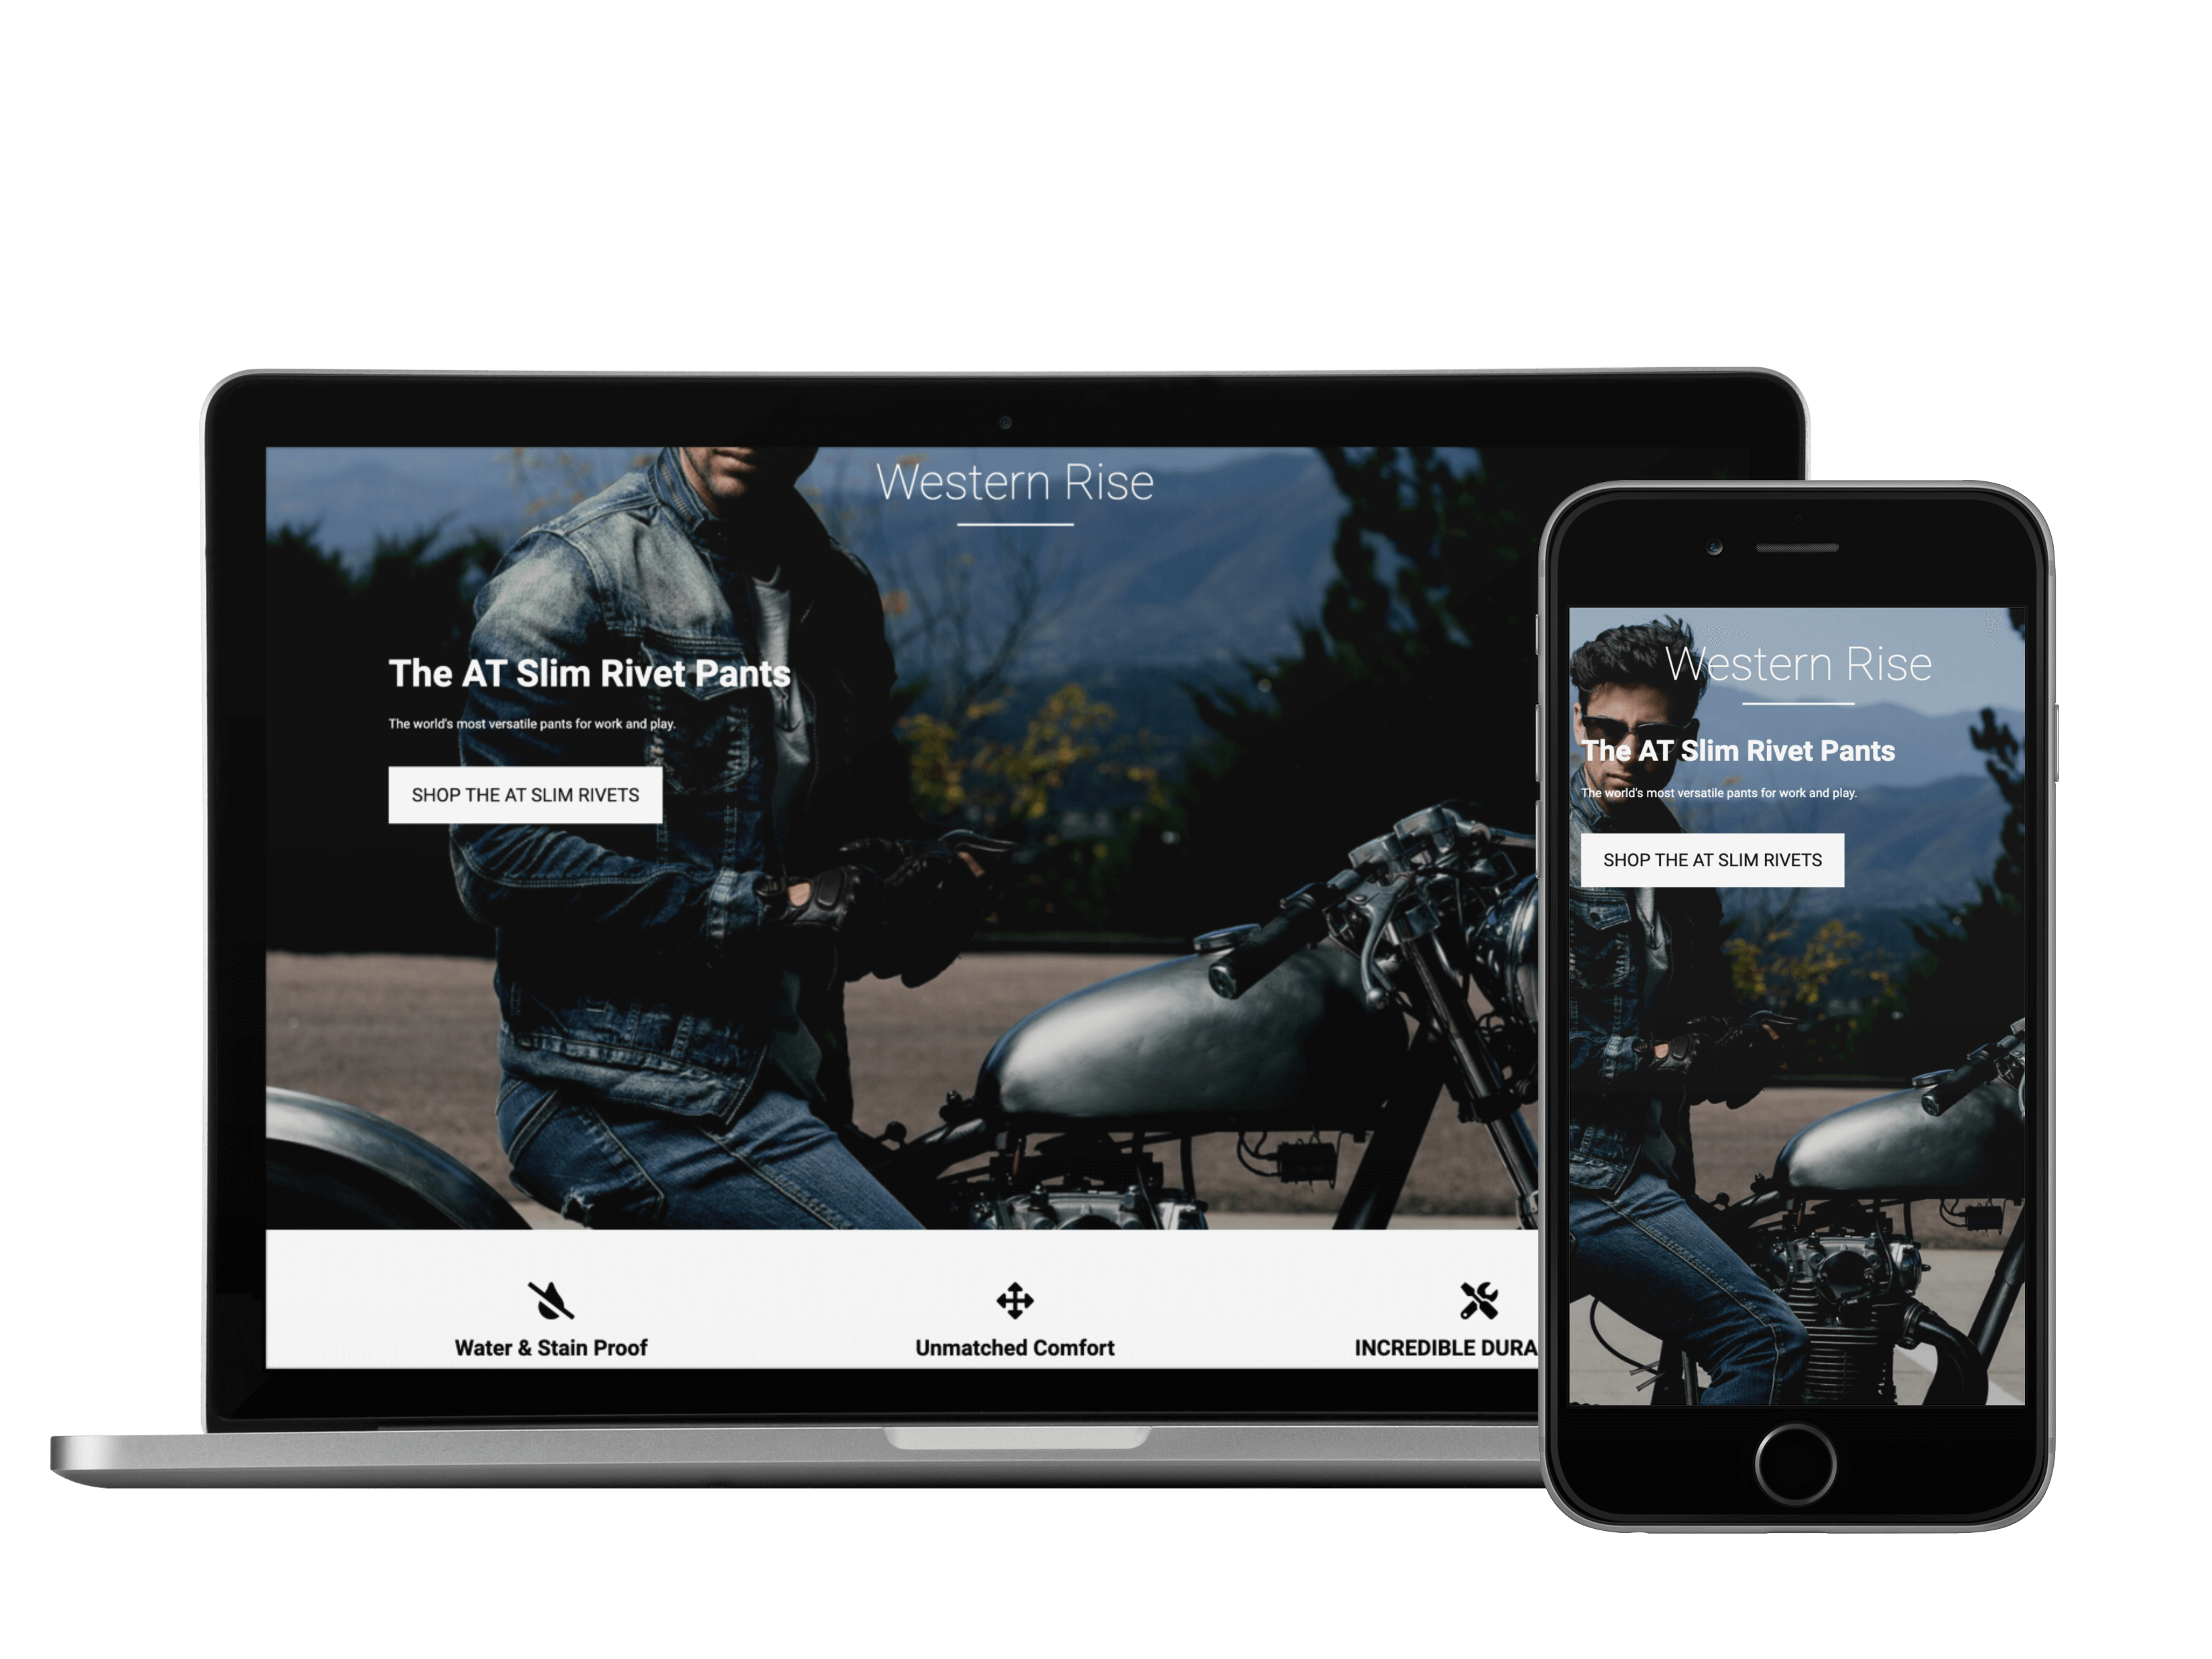 Western Rise
The AT Slim Rivet Pants
The world's most versatile pants for work and play.
SHOP THE AT SLIM RIVETS
Water & Stain Proof
Unmatched Comfort
INCREDIBLE DURA
Western Rise
The AT Slim Rivet Pants
The world's most versatile pants for work and play.
SHOP THE AT SLIM RIVETS